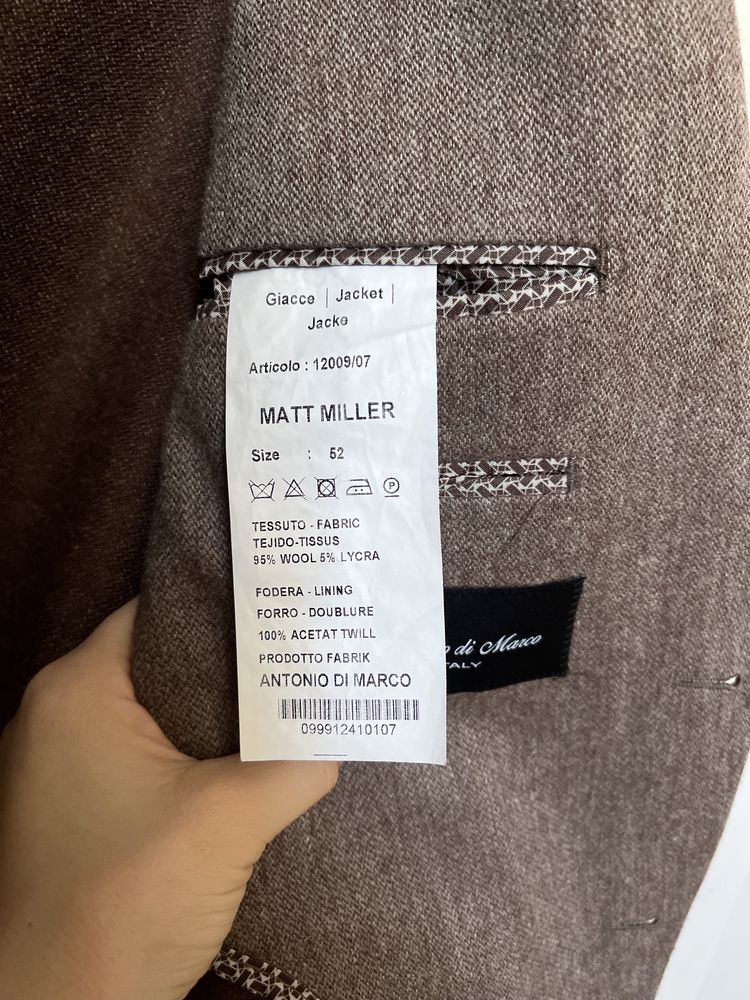 Giacce | Jacket |
Jacke
Articolo : 12009/07
MATT MILLER
Size : 52
P
TESSUTO - FABRIC
TEJIDO-TISSUS
95% WOOL 5% LYCRA
FODERA - LINING
FORRO - DOUBLURE
100% ACETAT TWILL
PRODOTTO FABRIK
ANTONIO DI MARCO
099912410107
di Marco